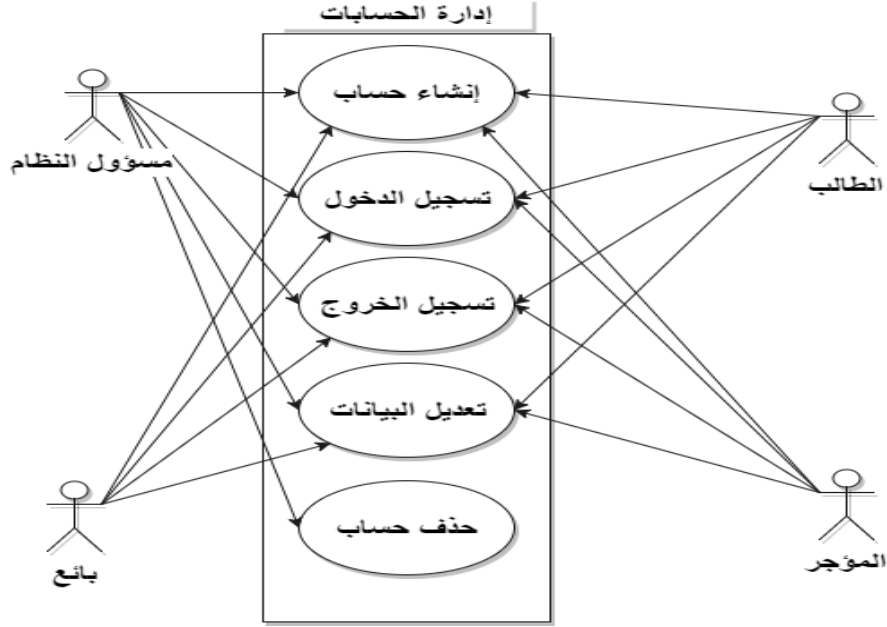 إدارة الحسابات
إنشاء حساب
مسؤول النظام
الطالب
تسجيل الدخول
تسجيل الخروج
تعديل البيانات
حذف حساب
بائع
المؤجر